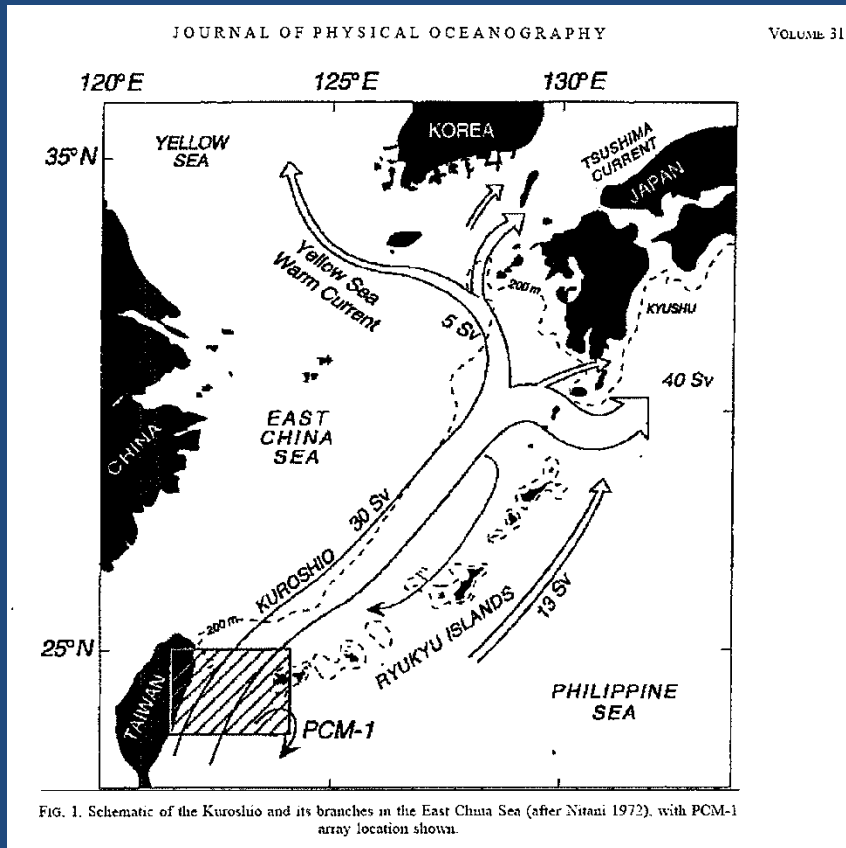 JOURNAL OF PHYSICAL OCEANOGRAPHY
VOLUME 31
120°E
125°E
130°E
35°N
YELLOW
SEA
KOREA
TSUSHIMA
CURRENT
JAPAN
Yellow Sea
Warm Current
200 m.
KYUSHU
5 Sv
40 Sv
EAST
CHINA
SEA
CHINA
30 Sv
KUROSHIO
200 m.
RYUKYU ISLANDS
13 Sv
25°N
TAIWAN
PHILIPPINE
SEA
PCM-1
FIG. 1. Schematic of the Kuroshio and its branches in the East China Sea (after Nitani 1972), with PCM-1
array location shown.